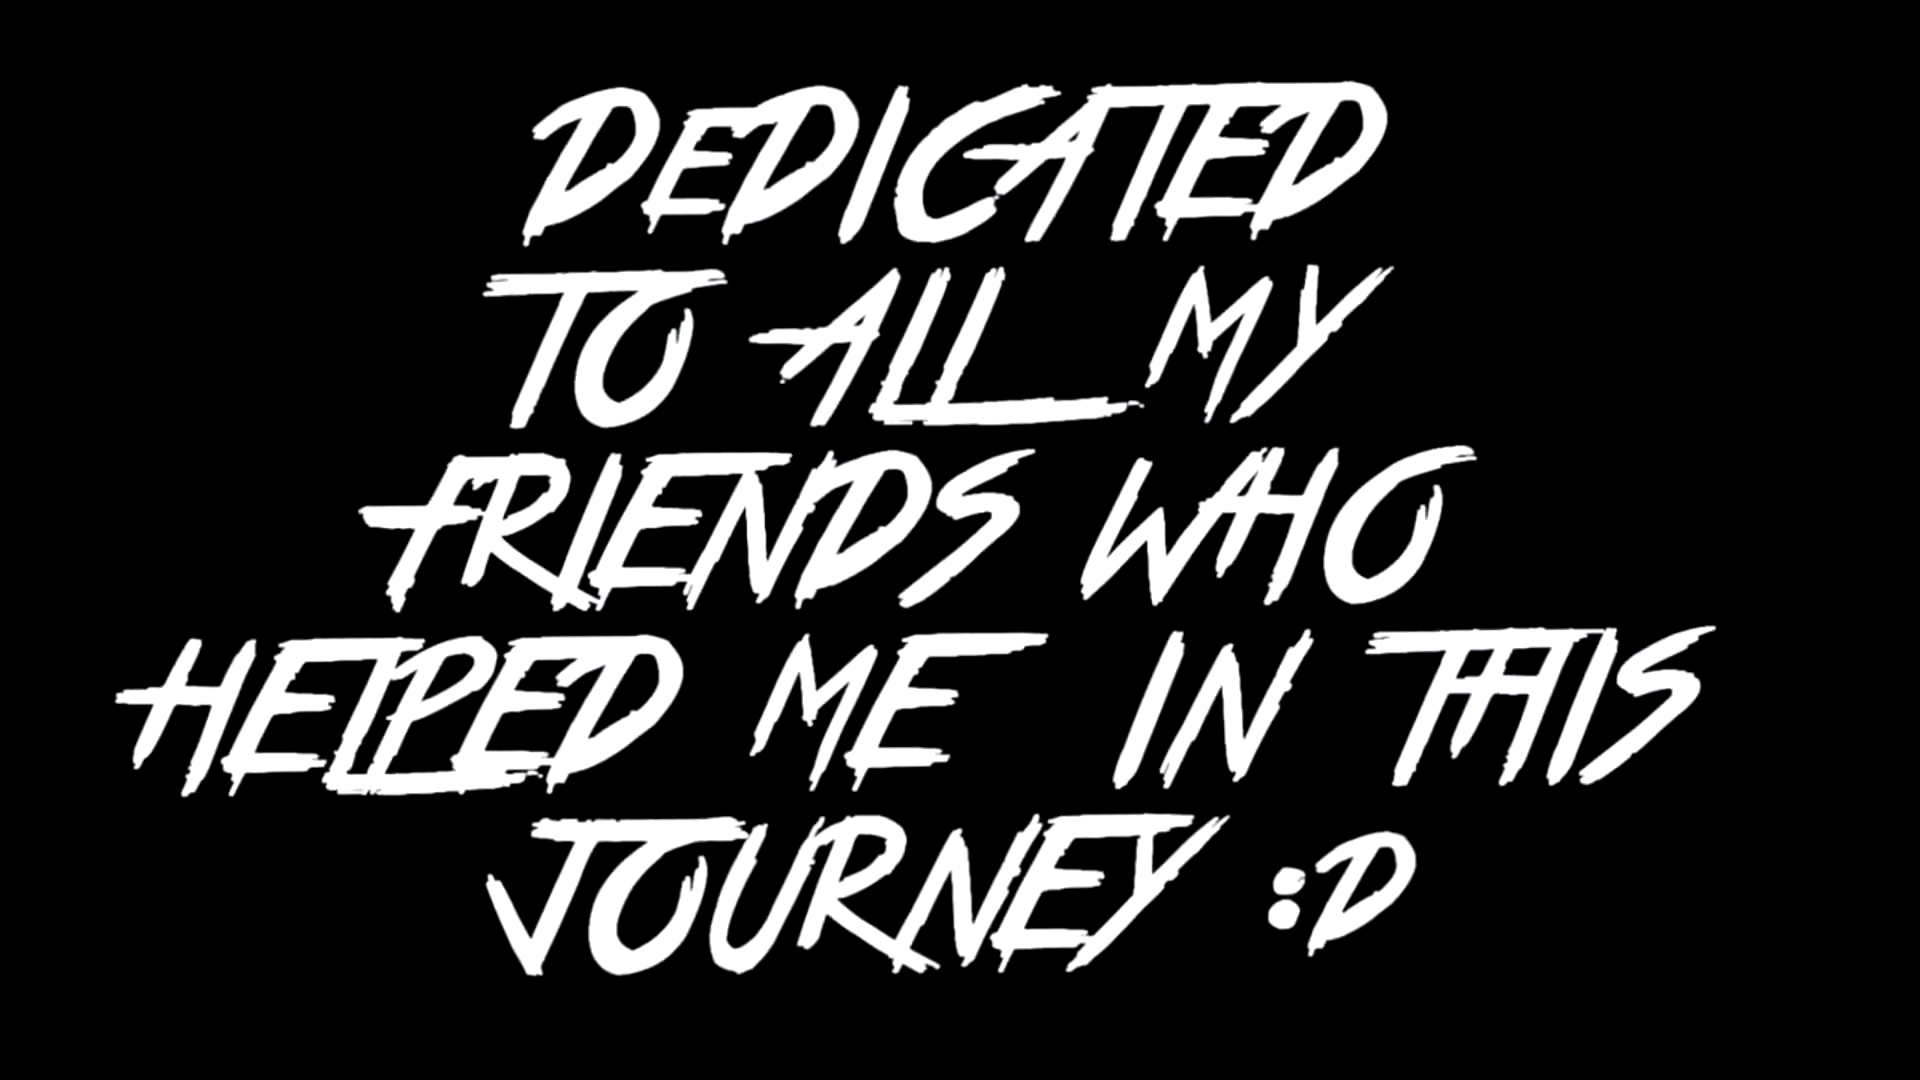 DEDICATED
TO ALL MY
FRIENDS WHO
HELPED ME IN THIS
JOURNEY :D